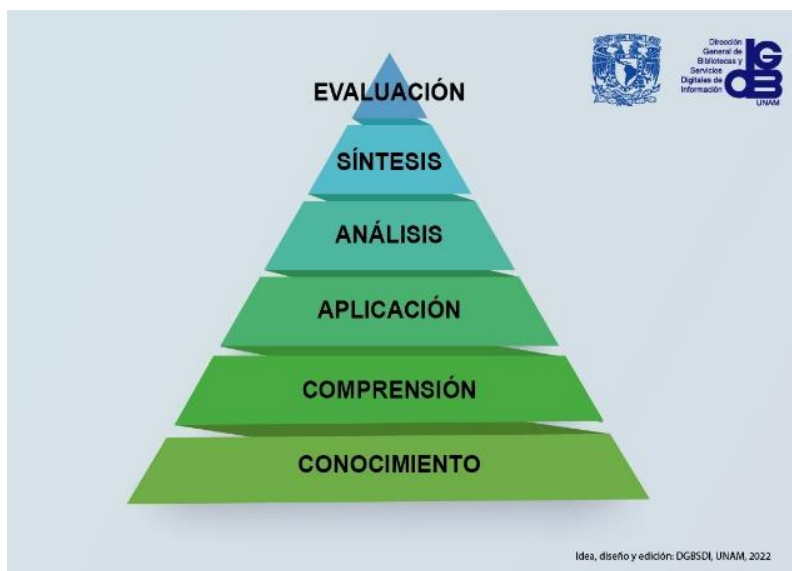 Dirección
General de
Bibliotecas y
Servicios
Digitales de
Información
DGB
UNAM
EVALUACIÓN
SÍNTESIS
ANÁLISIS
APLICACIÓN
COMPRENSIÓN
CONOCIMIENTO
Idea, diseño y edición: DGBSDI, UNAM, 2022